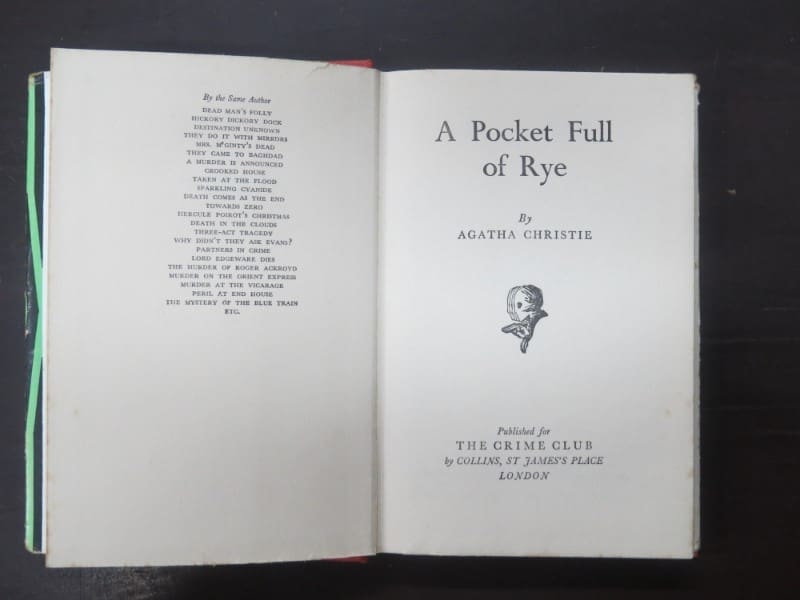 By the Same Author
DEAD MAN'S FOLLY
HICKORY DICKORY DOCK
DESTINATION UNKNOWN
THEY DO IT WITH MIRRORS
MRS. McGINTY'S DEAD
THEY CAME TO BAGHDAD
A MURDER IS ANNOUNCED
CROOKED HOUSE
TAKEN AT THE FLOOD
SPARKLING CYANIDE
DEATH COMES AS THE END
TOWARDS ZERO
HERCULE POIROT'S CHRISTMAS
DEATH IN THE CLOUDS
THREE-ACT TRAGEDY
WHY DIDN'T THEY ASK EVANS?
PARTNERS IN CRIME
LORD EDGEWARE DIES
THE MURDER OF ROGER ACKROYD
MURDER ON THE ORIENT EXPRESS
MURDER AT THE VICARAGE
PERIL AT END HOUSE
THE MYSTERY OF THE BLUE TRAIN
ETC.
A Pocket Full
of Rye
By
AGATHA CHRISTIE
Published for
THE CRIME CLUB
by COLLINS, ST JAMES'S PLACE
LONDON